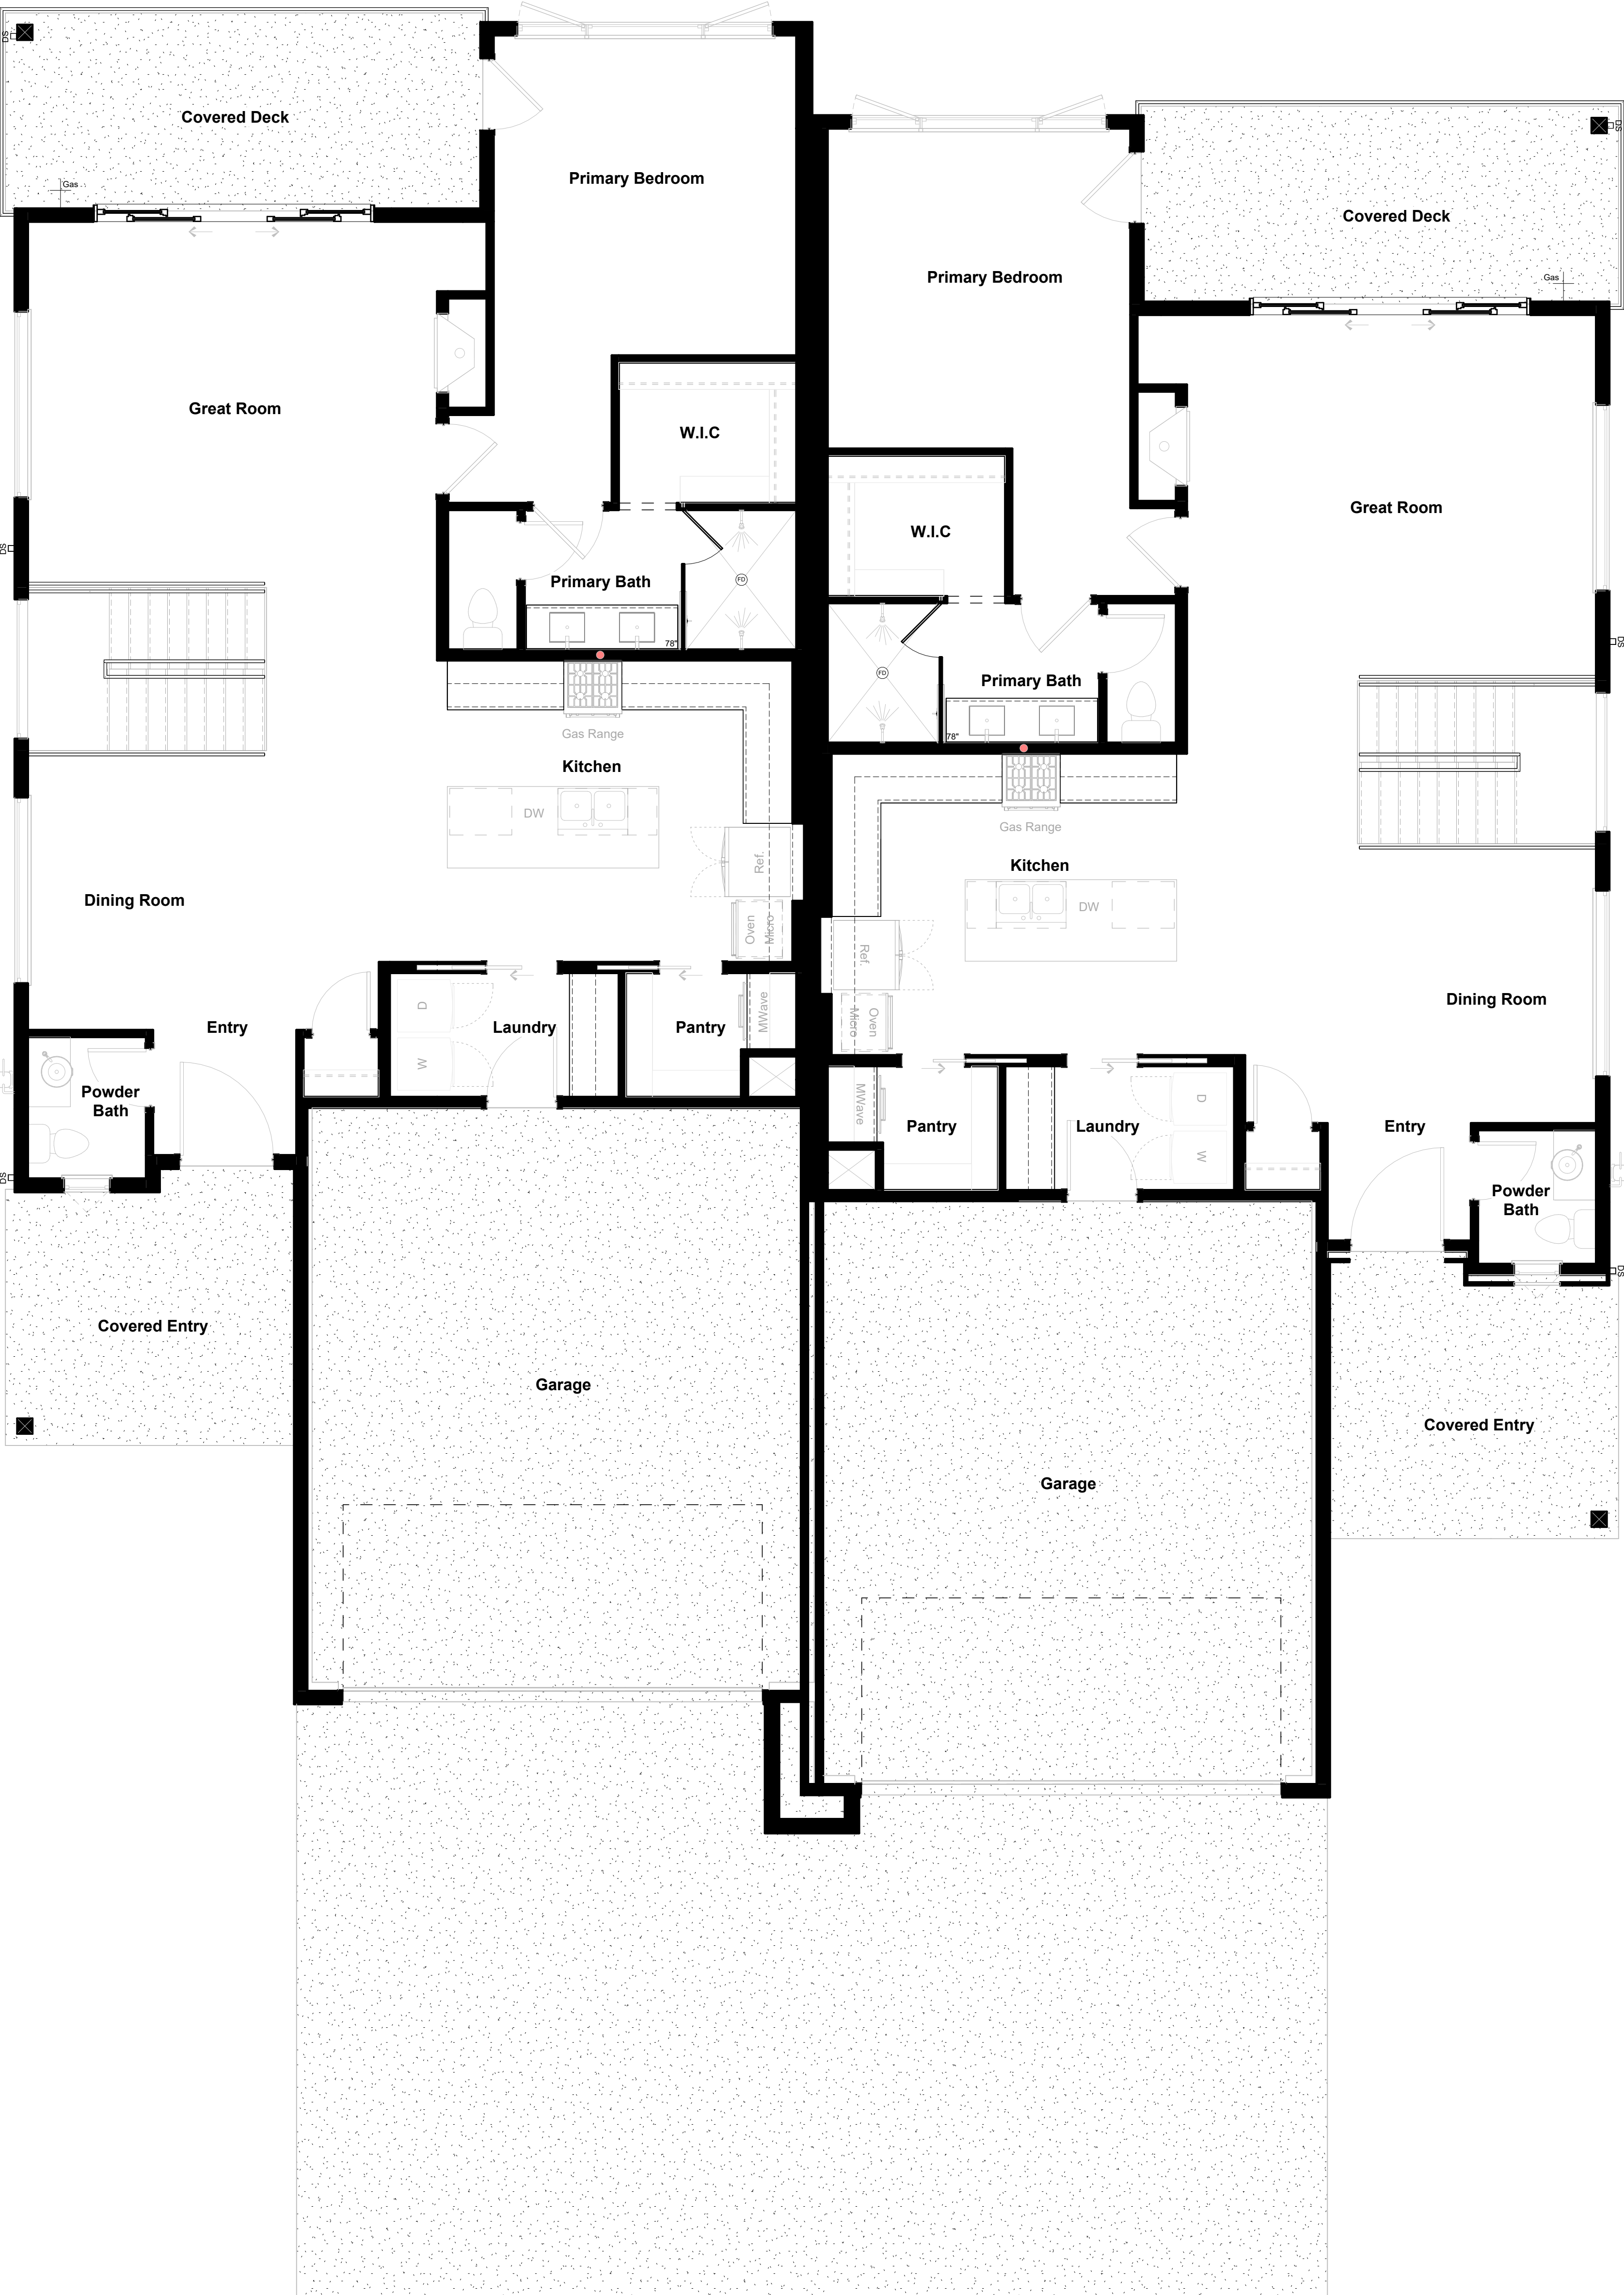 DS
Covered Deck
Gas
Primary Bedroom
Great Room
W.I.C
DS
Primary Bath
FD
78"
Gas Range
Kitchen
DW
Ref.
Oven
Micro
Dining Room
Entry
D
W
Laundry
Pantry
MWave
Powder
Bath
DS
Covered Entry
Garage
DS
Covered Deck
Gas
Primary Bedroom
Great Room
W.I.C
DS
Primary Bath
FD
78"
Gas Range
Kitchen
DW
Ref.
Oven
Micro
Dining Room
Entry
D
W
Laundry
Pantry
MWave
Powder
Bath
DS
Covered Entry
Garage